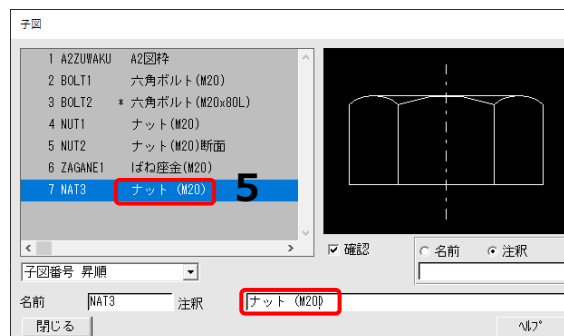 子図
1 A2ZUWAKU A2図枠
2 BOLT1 六角ボルト(M20)
3 BOLT2 * 六角ボルト(M20x80L)
4 NUT1 ナット(M20)
5 NUT2 ナット(M20)断面
6 ZAGANE1 ばね座金(M20)
7 NAT3 ナット (M20)
5
確認 名前 注釈
子図番号 昇順
名前 NAT3 注釈 ナット (M20)
閉じる ヘルプ